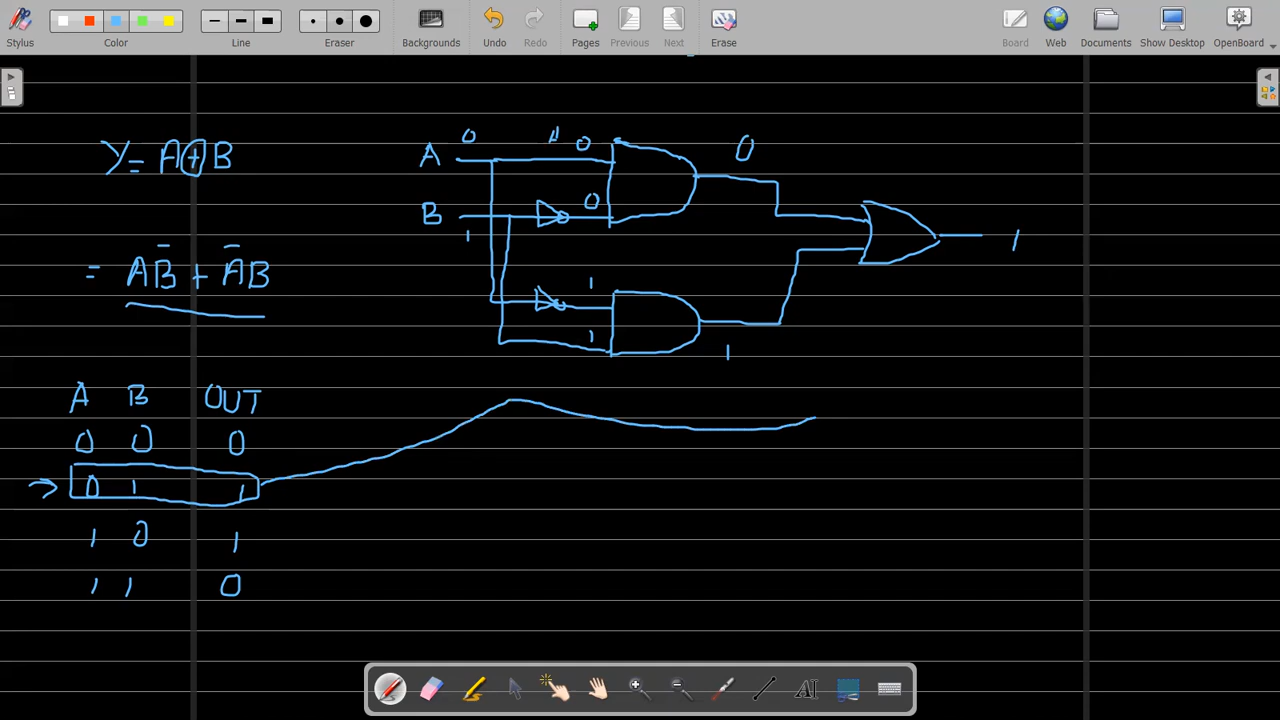 Stylus Color Line Eraser Backgrounds Undo Redo Pages Previous Next Erase Board Web Documents Show Desktop OpenBoard
Y= A⊕B
= AB̅ + A̅B
A 0 0 0
B 0
1
1
1
1
1
A B OUT
0 0 0
0 1 1
1 0 1
1 1 0